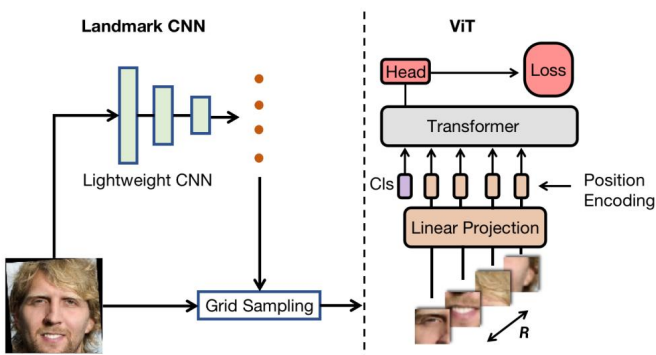 Landmark CNN
ViT
Head
Loss
Transformer
Lightweight CNN
Cls
Position
Encoding
Linear Projection
Grid Sampling
R